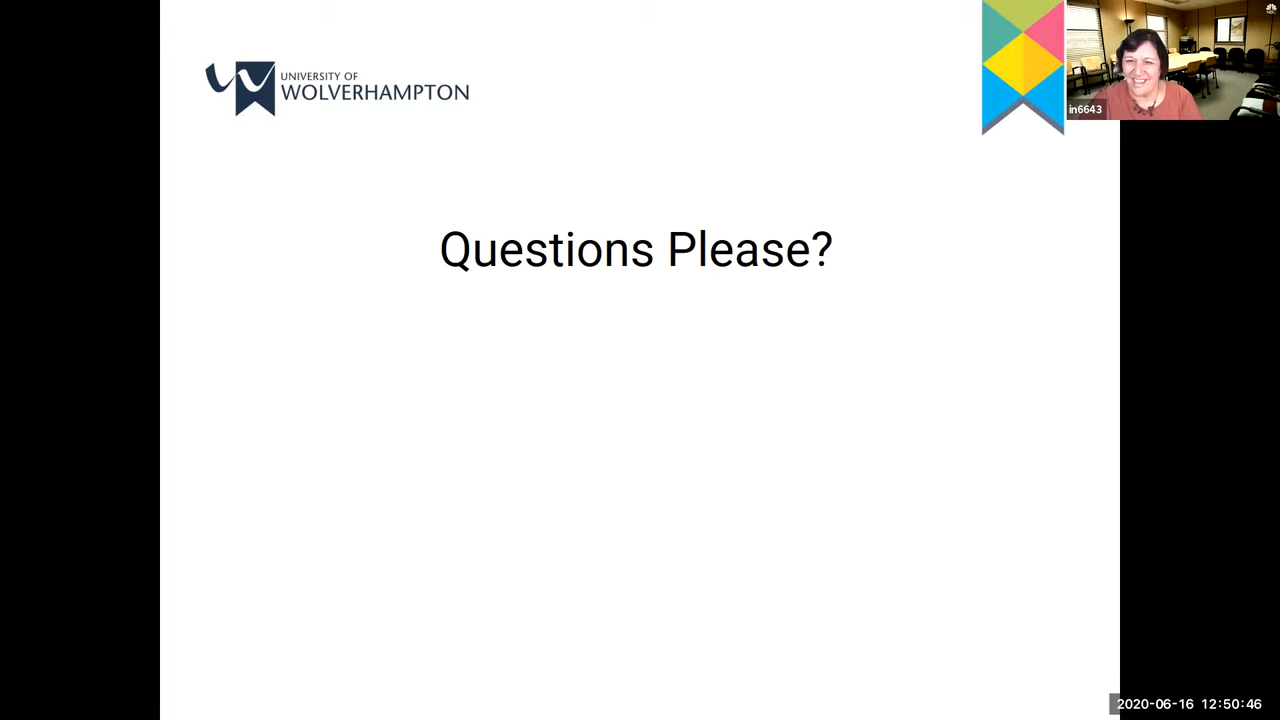 UNIVERSITY OF
WOLVERHAMPTON
in6643
Questions Please?
2020-06-16 12:50:46